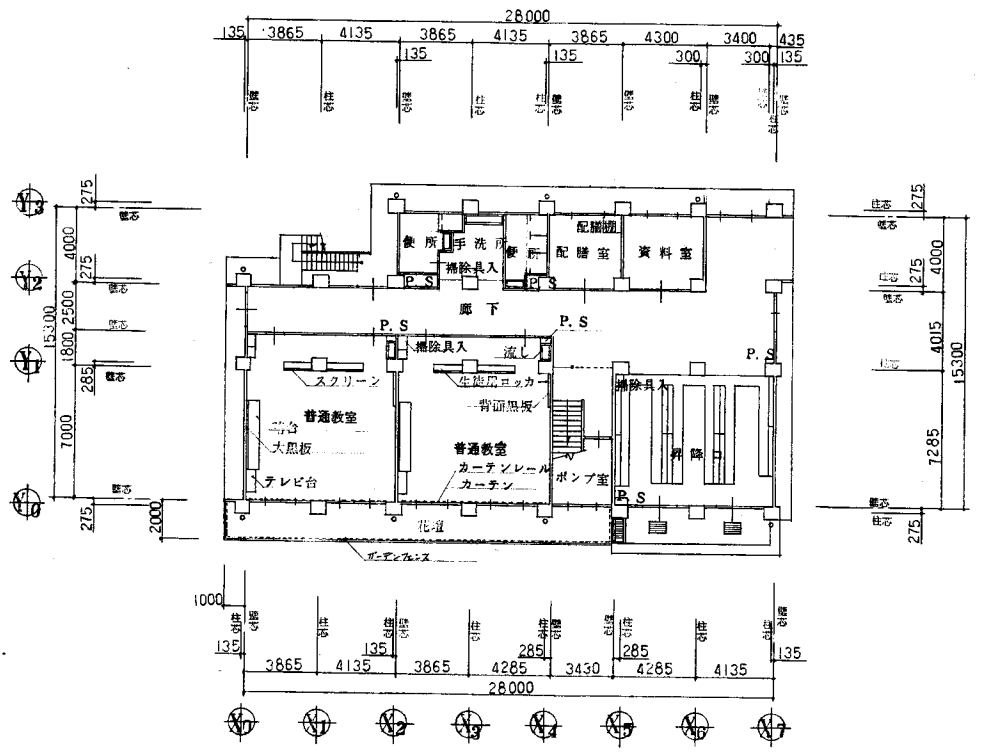 28000
135 3865 4135 3865 4135 3865 4300 3400 435
135 135 300 300 135
壁芯 柱芯 壁芯 柱芯 柱芯 壁芯 壁芯 柱芯 壁芯 柱芯
Y3 275 壁芯
柱芯 275
4000
配膳棚
便所 手洗所 便所 配膳室 資料室
掃除具入
Y2 275
柱芯 275
壁芯
P.S P.S
4000
15300 2500
廊下
P.S P.S
壁芯
1800
掃除具入 流し P.S
4015
15300
Y1 285 壁芯
柱芯
スクリーン 生徒用ロッカ 掃除具入
背面黒板
普通教室
大黒板
7000
普通教室
昇降口
7285
カーテンレール
テレビ台 カーテン ポンプ室
P.S
壁芯
Y0 275 2000
壁芯
柱芯 275
花壇
ガーデンフェンス
1000
柱芯 壁芯 柱芯 柱芯 壁芯 柱芯 柱芯 壁芯 壁芯 柱芯 柱芯 柱芯 壁芯
135 135 285 285 135
3865 4135 3865 4285 3430 4285 4135
28000
X0 X1 X2 X3 X4 X5 X6 X7